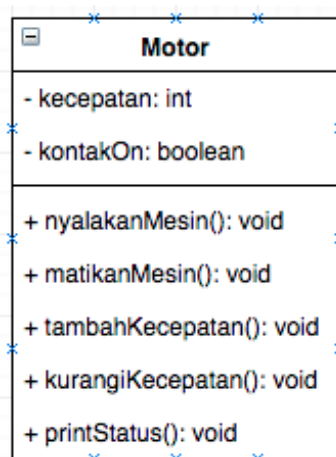 Motor
- kecepatan: int
- kontakOn: boolean
+ nyalakanMesin(): void
+ matikanMesin(): void
+ tambahKecepatan(): void
+ kurangiKecepatan(): void
+ printStatus(): void